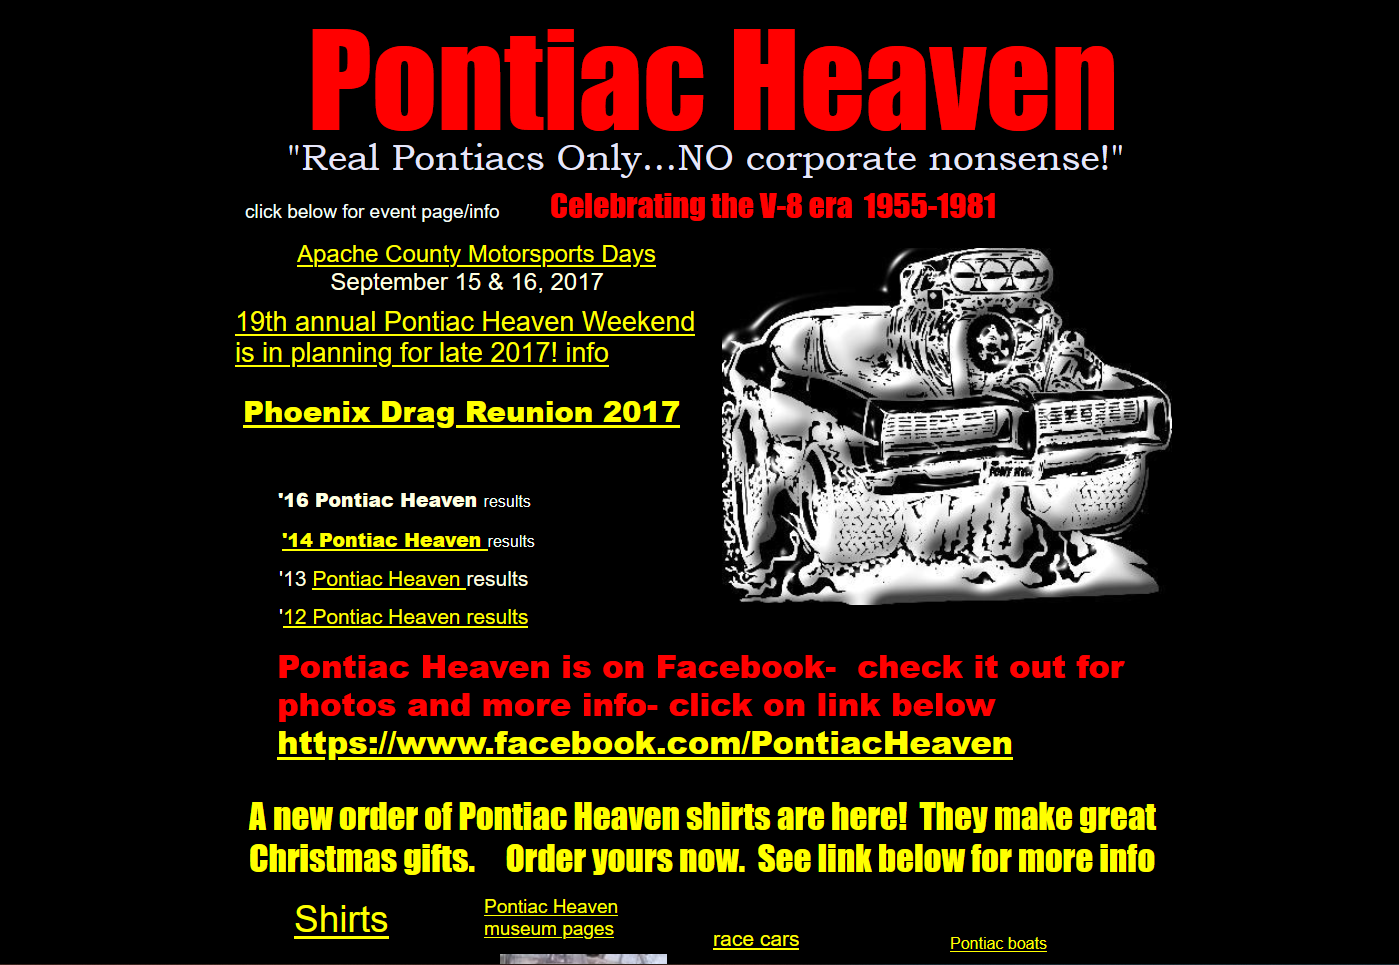 Pontiac Heaven
"Real Pontiacs Only...NO corporate nonsense!"
click below for event page/info
Celebrating the V-8 era 1955-1981
Apache County Motorsports Days
September 15 & 16, 2017
19th annual Pontiac Heaven Weekend
is in planning for late 2017! info
Phoenix Drag Reunion 2017
'16 Pontiac Heaven results
'14 Pontiac Heaven results
'13 Pontiac Heaven results
'12 Pontiac Heaven results
Pontiac Heaven is on Facebook- check it out for
photos and more info- click on link below
https://www.facebook.com/PontiacHeaven
A new order of Pontiac Heaven shirts are here! They make great
Christmas gifts. Order yours now. See link below for more info
Shirts
Pontiac Heaven
museum pages
race cars
Pontiac boats